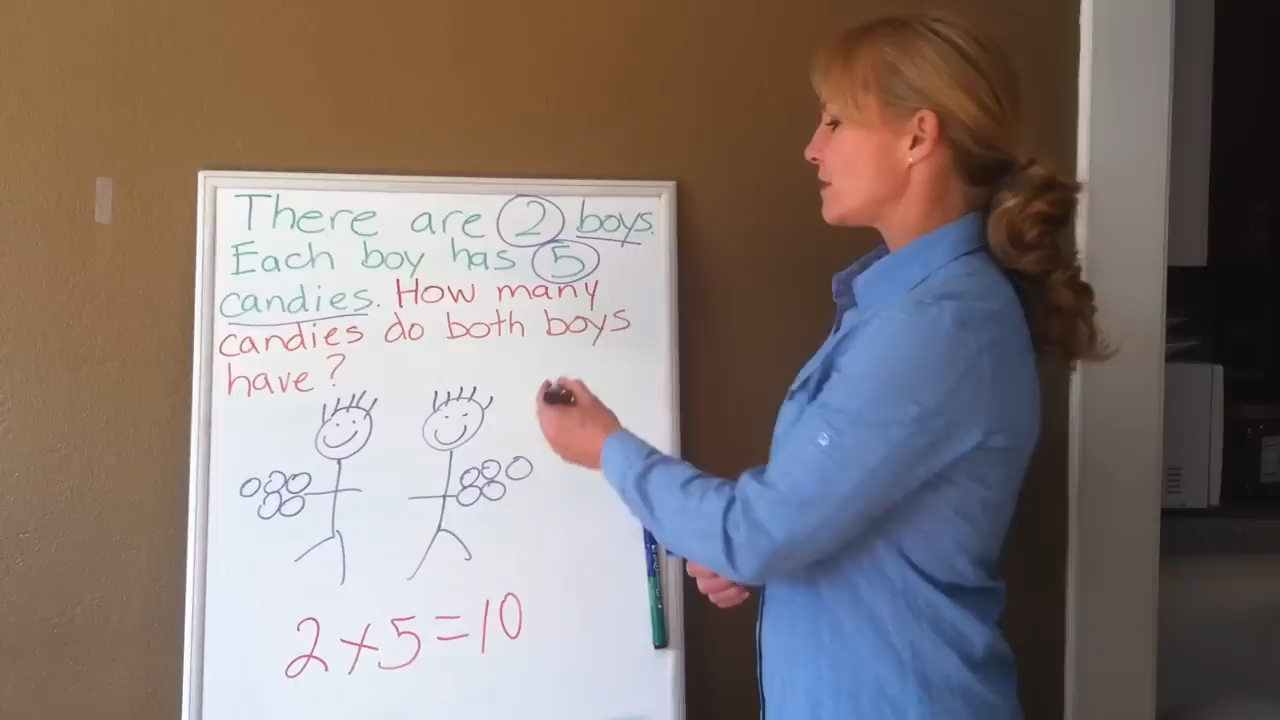 There are 2 boys.
Each boy has 5
candies. How many
candies do both boys
have?
2×5=10